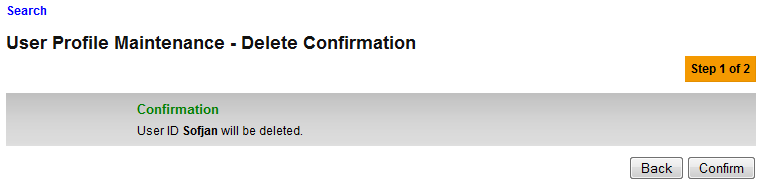 Search
User Profile Maintenance - Delete Confirmation
Step 1 of 2
Confirmation
User ID Sofjan will be deleted.
Back Confirm